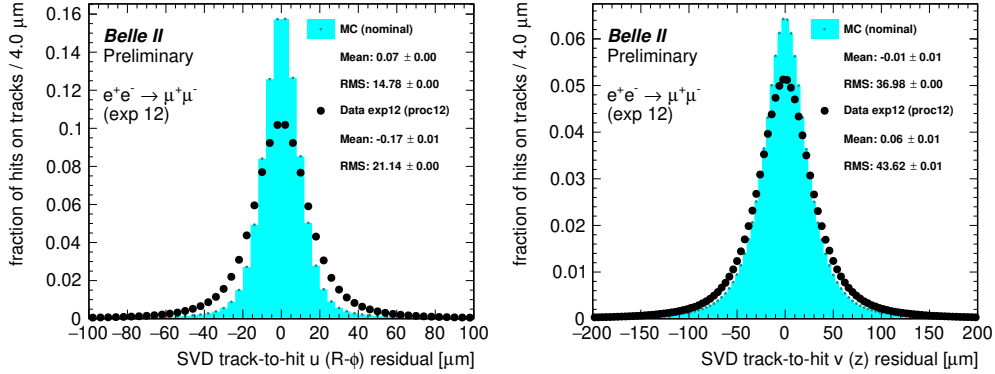 fraction of hits on tracks / 4.0 μm
0.16
0.14
0.12
0.1
0.08
0.06
0.04
0.02
0
Belle II
Preliminary
e⁺e⁻ → μ⁺μ⁻
(exp 12)
MC (nominal)
Mean: 0.07 ± 0.00
RMS: 14.78 ± 0.00
Data exp12 (proc12)
Mean: -0.17 ± 0.01
RMS: 21.14 ± 0.00
−100 −80 −60 −40 −20 0 20 40 60 80 100
SVD track-to-hit u (R-ϕ) residual [μm]
fraction of hits on tracks / 4.0 μm
0.06
0.05
0.04
0.03
0.02
0.01
0
Belle II
Preliminary
e⁺e⁻ → μ⁺μ⁻
(exp 12)
MC (nominal)
Mean: -0.01 ± 0.01
RMS: 36.98 ± 0.00
Data exp12 (proc12)
Mean: 0.06 ± 0.01
RMS: 43.62 ± 0.01
−200 −150 −100 −50 0 50 100 150 200
SVD track-to-hit v (z) residual [μm]